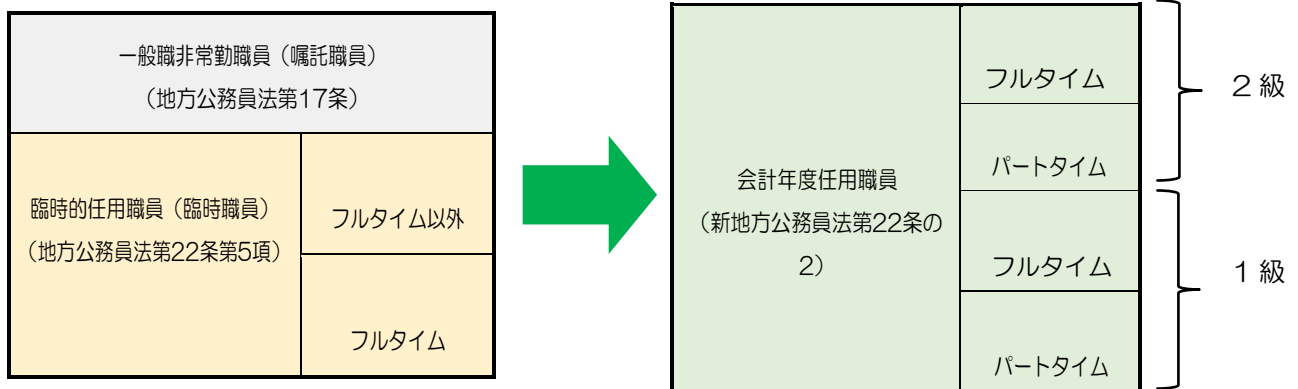 一般職非常勤職員（嘱託職員）
（地方公務員法第17条）
臨時的任用職員（臨時職員）
（地方公務員法第22条第5項）
フルタイム以外
フルタイム
会計年度任用職員
（新地方公務員法第22条の
2）
フルタイム
パートタイム
フルタイム
パートタイム
２級
１級